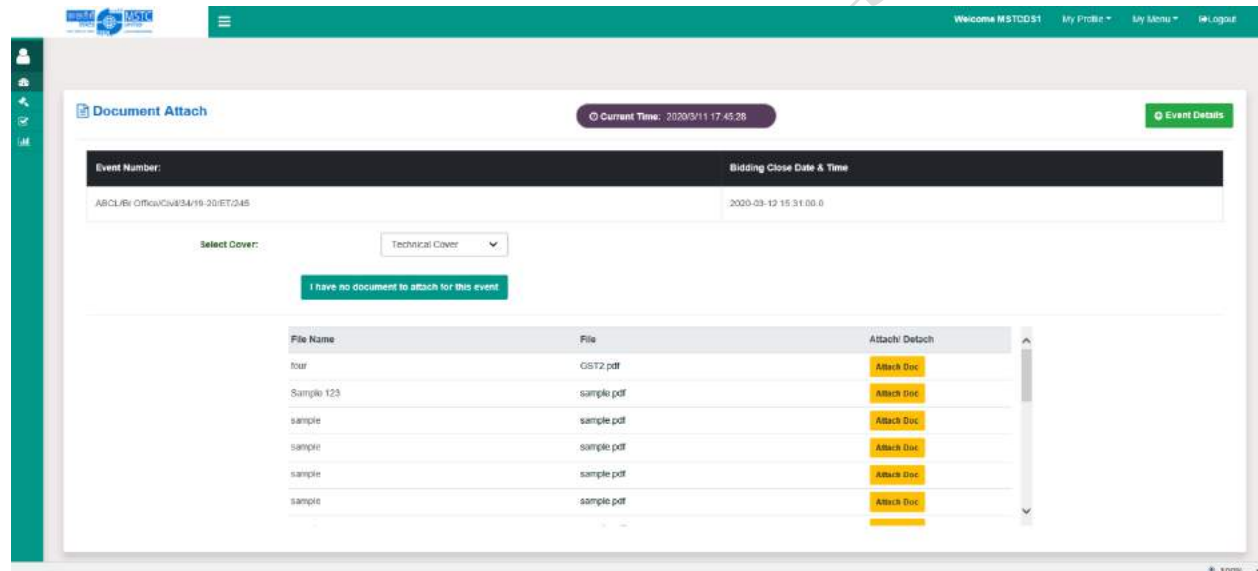 MSTC
Welcome MSTCDS1 My Profile My Menu Logout
Document Attach
Current Time: 2020/3/11 17:45:28
Event Details
Event Number: Bidding Close Date & Time
ABCL/Br Office/Civil/34/19-20/ET/245 2020-03-12 15:31:00.0
Select Cover: Technical Cover
I have no document to attach for this event
File Name File Attach/ Detach
four GST2.pdf Attach Doc
Sample 123 sample.pdf Attach Doc
sample sample.pdf Attach Doc
sample sample.pdf Attach Doc
sample sample.pdf Attach Doc
sample sample.pdf Attach Doc